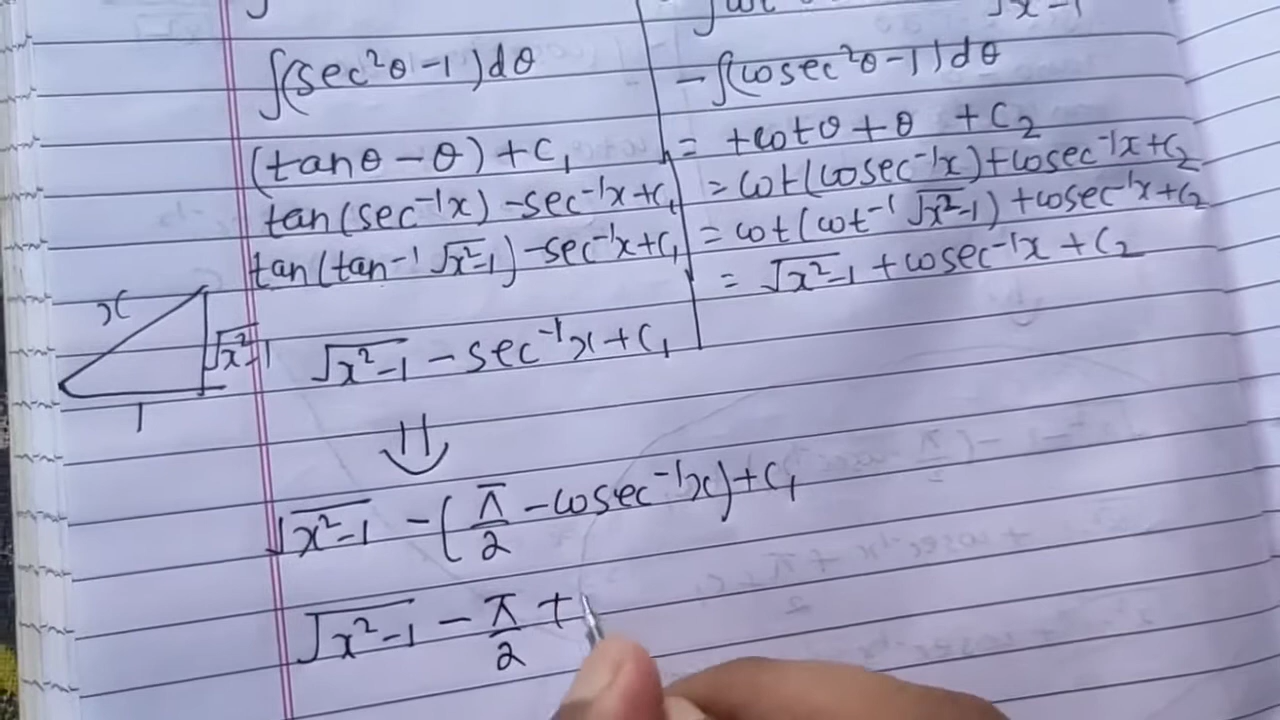 ∫(sec²θ-1)dθ
(tanθ-θ)+C₁
tan(sec⁻¹x)-sec⁻¹x+C₁
tan(tan⁻¹√x²-1)-sec⁻¹x+C₁
x
√x²-1
1
√x²-1 - sec⁻¹x+C₁
√x²-1 - (π/2 - cosec⁻¹x)+C₁
√x²-1 - π/2 +
√x²-1
-∫(cosec²θ-1)dθ
= +cotθ+θ +C₂
= cot(cosec⁻¹x)+cosec⁻¹x+C₂
= cot(cot⁻¹√x²-1)+cosec⁻¹x+C₂
= √x²-1 + cosec⁻¹x + C₂